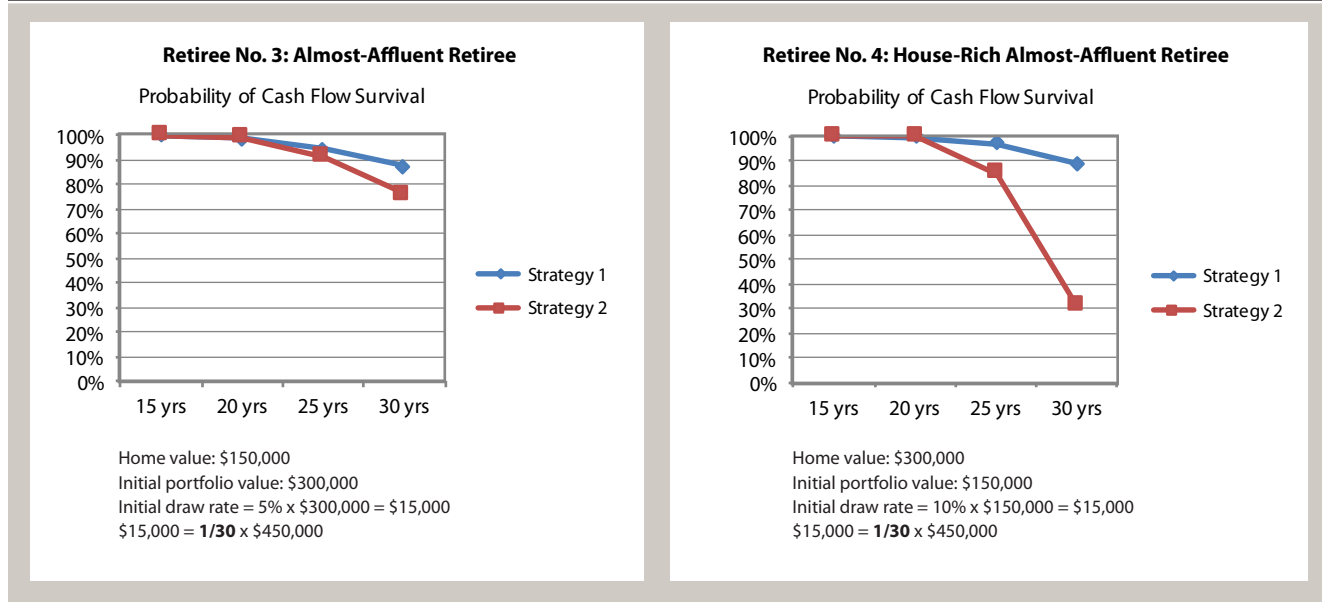 Retiree No. 3: Almost-Affluent Retiree
Probability of Cash Flow Survival
100%
90%
80%
70%
60%
50%
40%
30%
20%
10%
0%
15 yrs 20 yrs 25 yrs 30 yrs
Strategy 1
Strategy 2
Home value: $150,000
Initial portfolio value: $300,000
Initial draw rate = 5% x $300,000 = $15,000
$15,000 = 1/30 x $450,000
Retiree No. 4: House-Rich Almost-Affluent Retiree
Probability of Cash Flow Survival
100%
90%
80%
70%
60%
50%
40%
30%
20%
10%
0%
15 yrs 20 yrs 25 yrs 30 yrs
Strategy 1
Strategy 2
Home value: $300,000
Initial portfolio value: $150,000
Initial draw rate = 10% x $150,000 = $15,000
$15,000 = 1/30 x $450,000